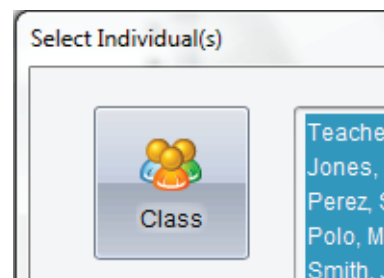 Select Individual(s)
Class
Teache
Jones,
Perez, S
Polo, M
Smith,